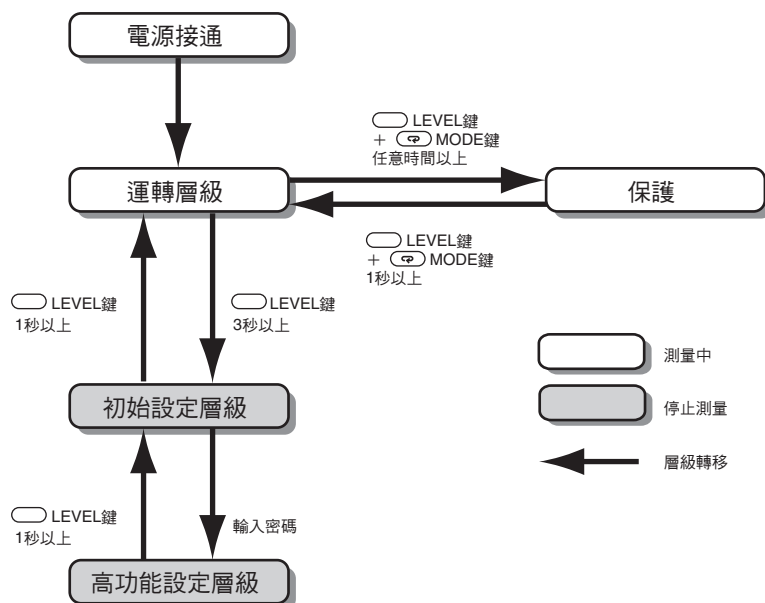 電源接通
LEVEL鍵
＋ MODE鍵
任意時間以上
運轉層級
保護
LEVEL鍵
＋ MODE鍵
1秒以上
LEVEL鍵
1秒以上
LEVEL鍵
3秒以上
測量中
初始設定層級
停止測量
層級轉移
LEVEL鍵
1秒以上
輸入密碼
高功能設定層級